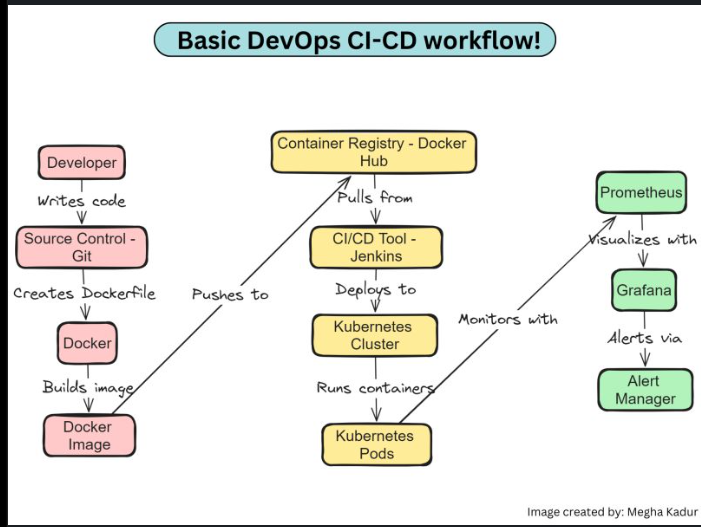 Basic DevOps CI-CD workflow!
Developer
Writes code
Source Control -
Git
Creates Dockerfile
Docker
Builds image
Docker
Image
Pushes to
Container Registry - Docker
Hub
Pulls from
CI/CD Tool -
Jenkins
Deploys to
Kubernetes
Cluster
Runs containers
Kubernetes
Pods
Monitors with
Prometheus
Visualizes with
Grafana
Alerts via
Alert
Manager
Image created by: Megha Kadur